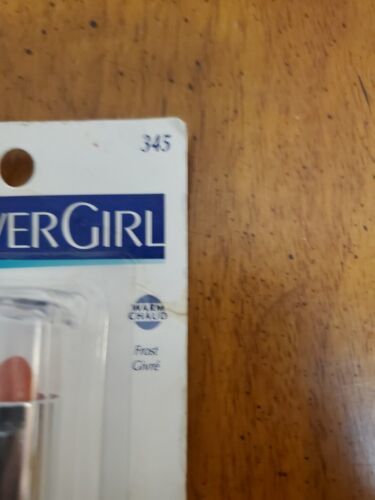 345
VERGIRL
WARM
CHAUD
Frost
Givré